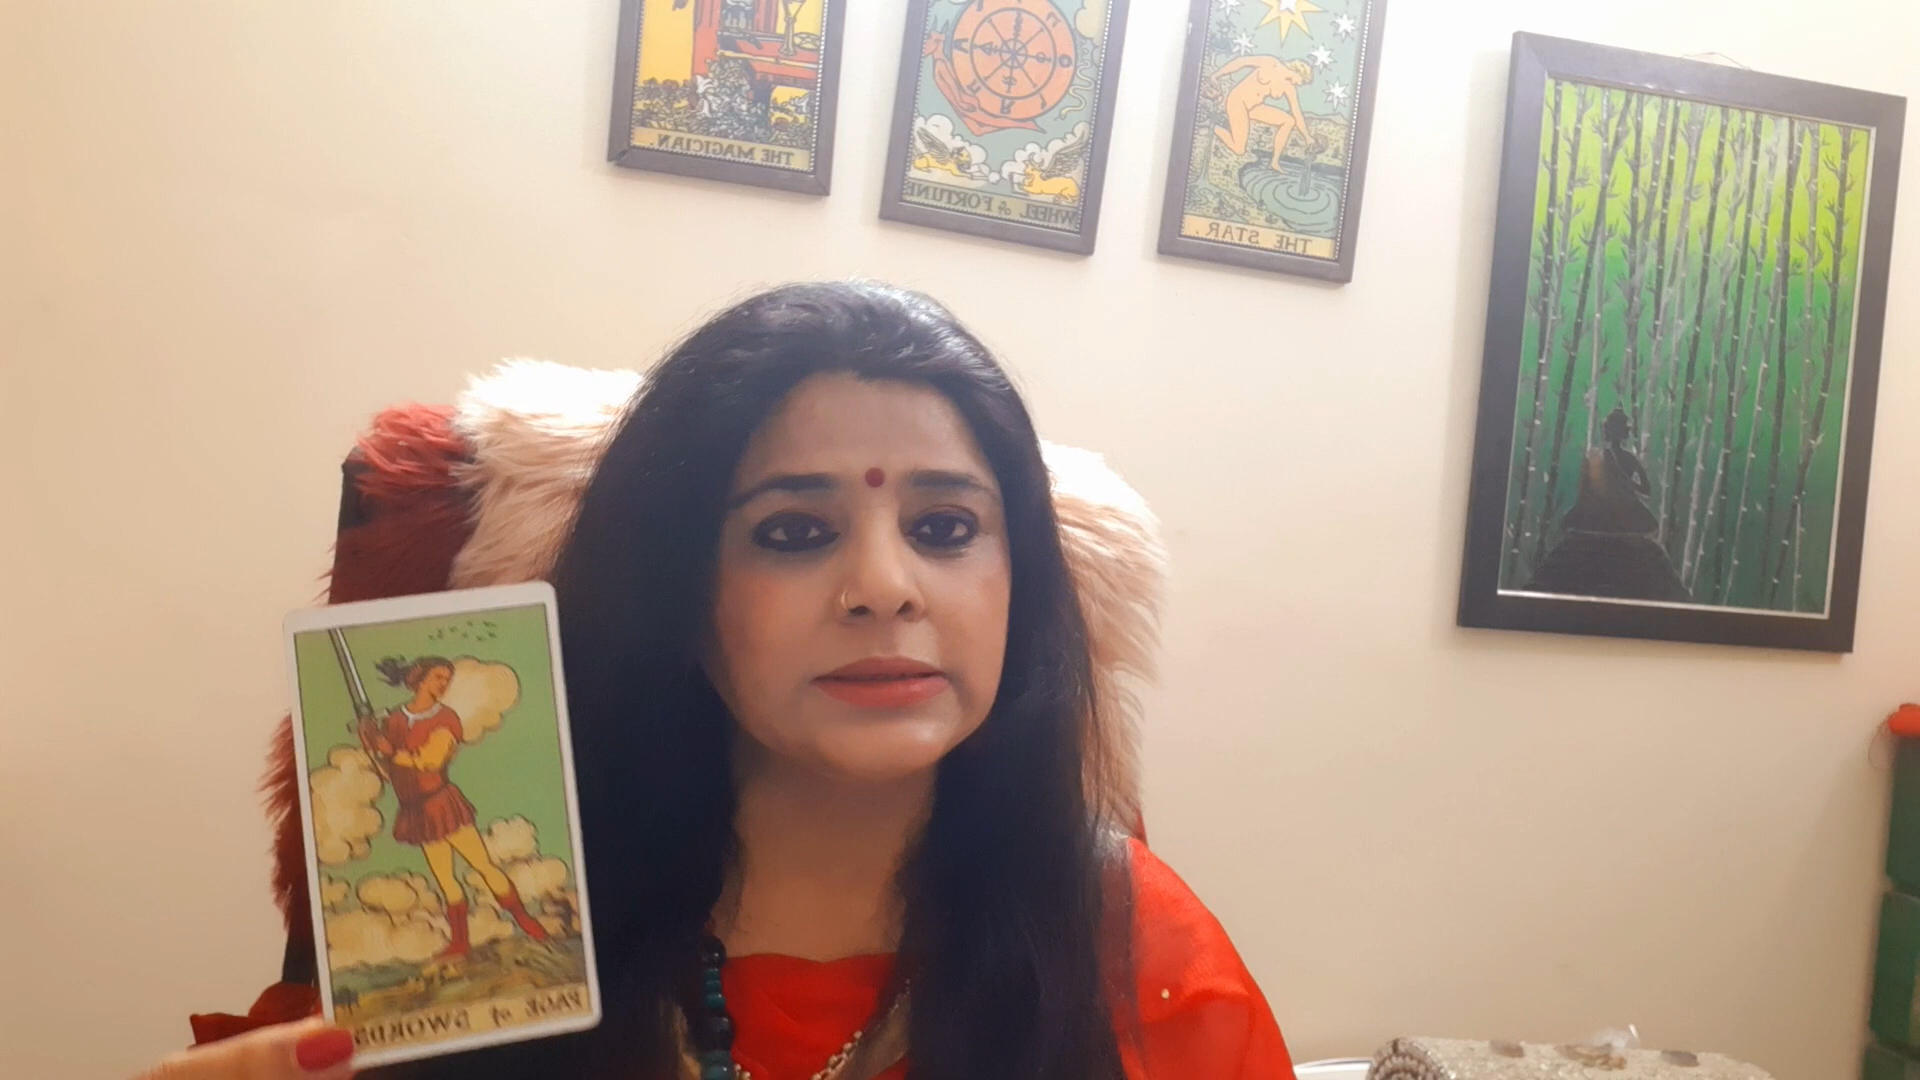 THE MAGICIAN.
WHEEL of FORTUNE
THE STAR.
PAGE of SWORDS